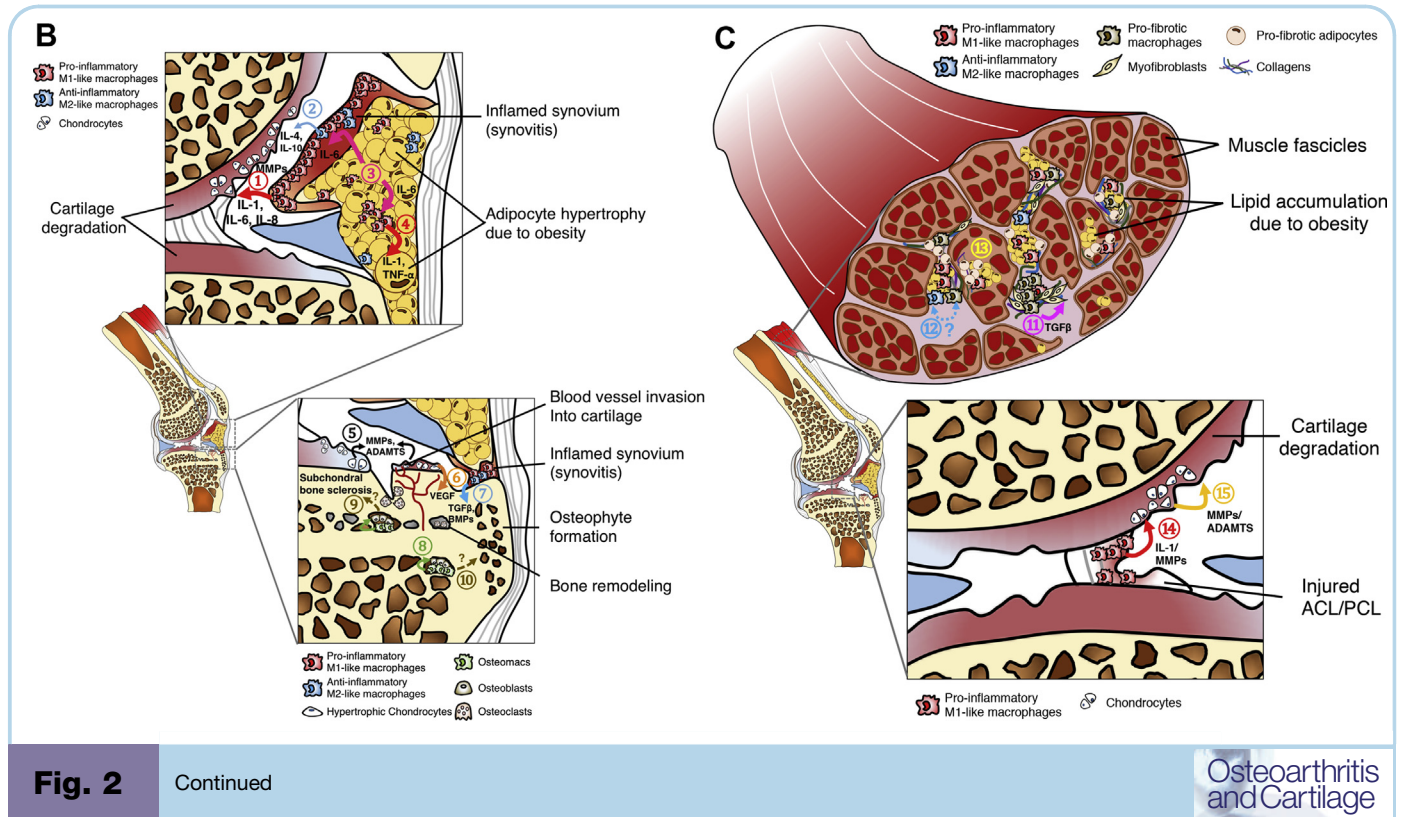 B
Pro-inflammatory
M1-like macrophages
Anti-inflammatory
M2-like macrophages
Chondrocytes
②
IL-4,
IL-10
IL-6
MMPs
①
③
IL-1,
IL-6, IL-8
IL-6
④
IL-1,
TNF-α
Inflamed synovium
(synovitis)
Cartilage
degradation
Adipocyte hypertrophy
due to obesity
Blood vessel invasion
Into cartilage
⑤
MMPs,
ADAMTS
Inflamed synovium
(synovitis)
Subchondral
bone sclerosis
⑥
VEGF
⑦
?
⑨
TGFβ,
BMPs
Osteophyte
formation
⑧
?
⑩
Bone remodeling
Pro-inflammatory
M1-like macrophages
Anti-inflammatory
M2-like macrophages
Hypertrophic Chondrocytes
Osteomacs
Osteoblasts
Osteoclasts
C
Pro-inflammatory
M1-like macrophages
Anti-inflammatory
M2-like macrophages
Pro-fibrotic
macrophages
Myofibroblasts
Pro-fibrotic adipocytes
Collagens
Muscle fascicles
Lipid accumulation
due to obesity
⑬
⑫
?
⑪
TGFβ
Cartilage
degradation
⑮
MMPs/
ADAMTS
⑭
IL-1/
MMPs
Injured
ACL/PCL
Pro-inflammatory
M1-like macrophages
Chondrocytes
Fig. 2
Continued
Osteoarthritis
andCartilage